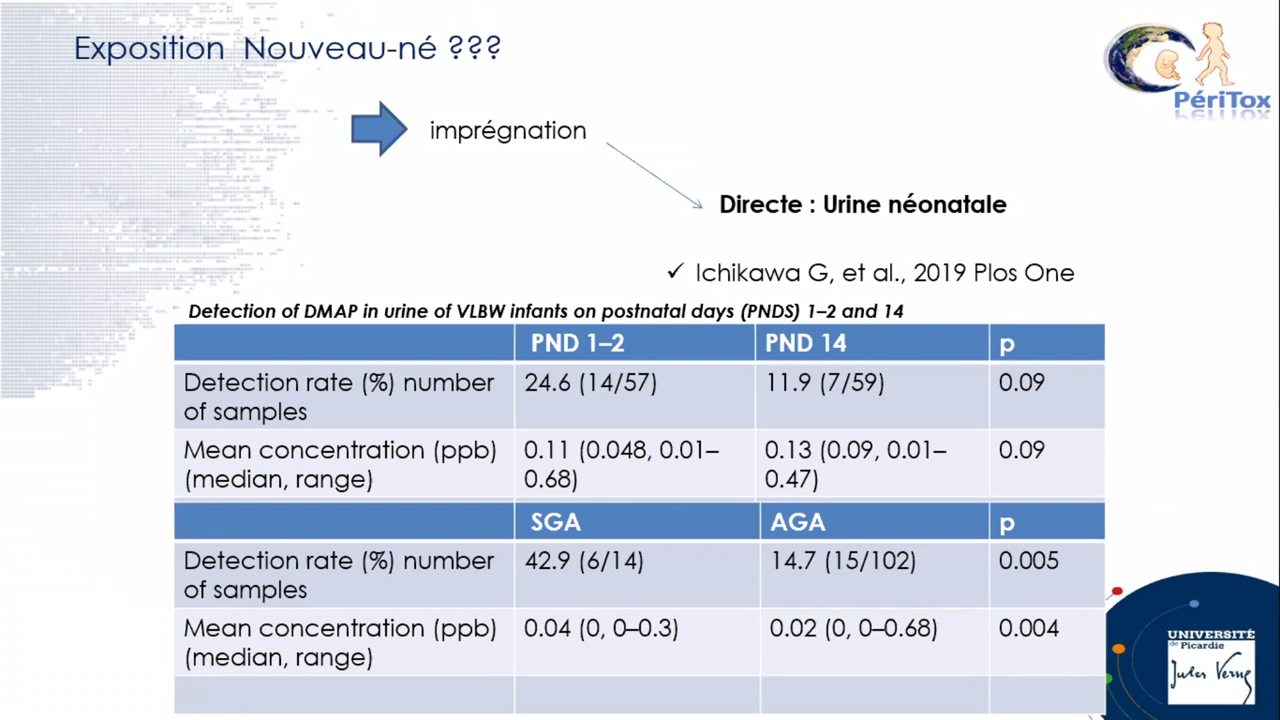 Exposition Nouveau-né ???
PériTox
imprégnation
Directe : Urine néonatale
✓ Ichikawa G, et al., 2019 Plos One
Detection of DMAP in urine of VLBW infants on postnatal days (PNDS) 1–2 and 14
PND 1–2 PND 14 p
Detection rate (%) number 24.6 (14/57) 11.9 (7/59) 0.09
of samples
Mean concentration (ppb) 0.11 (0.048, 0.01– 0.13 (0.09, 0.01– 0.09
(median, range) 0.68) 0.47)
SGA AGA p
Detection rate (%) number 42.9 (6/14) 14.7 (15/102) 0.005
of samples
Mean concentration (ppb) 0.04 (0, 0–0.3) 0.02 (0, 0–0.68) 0.004
(median, range)
UNIVERSITÉ
de Picardie
Jules Verne